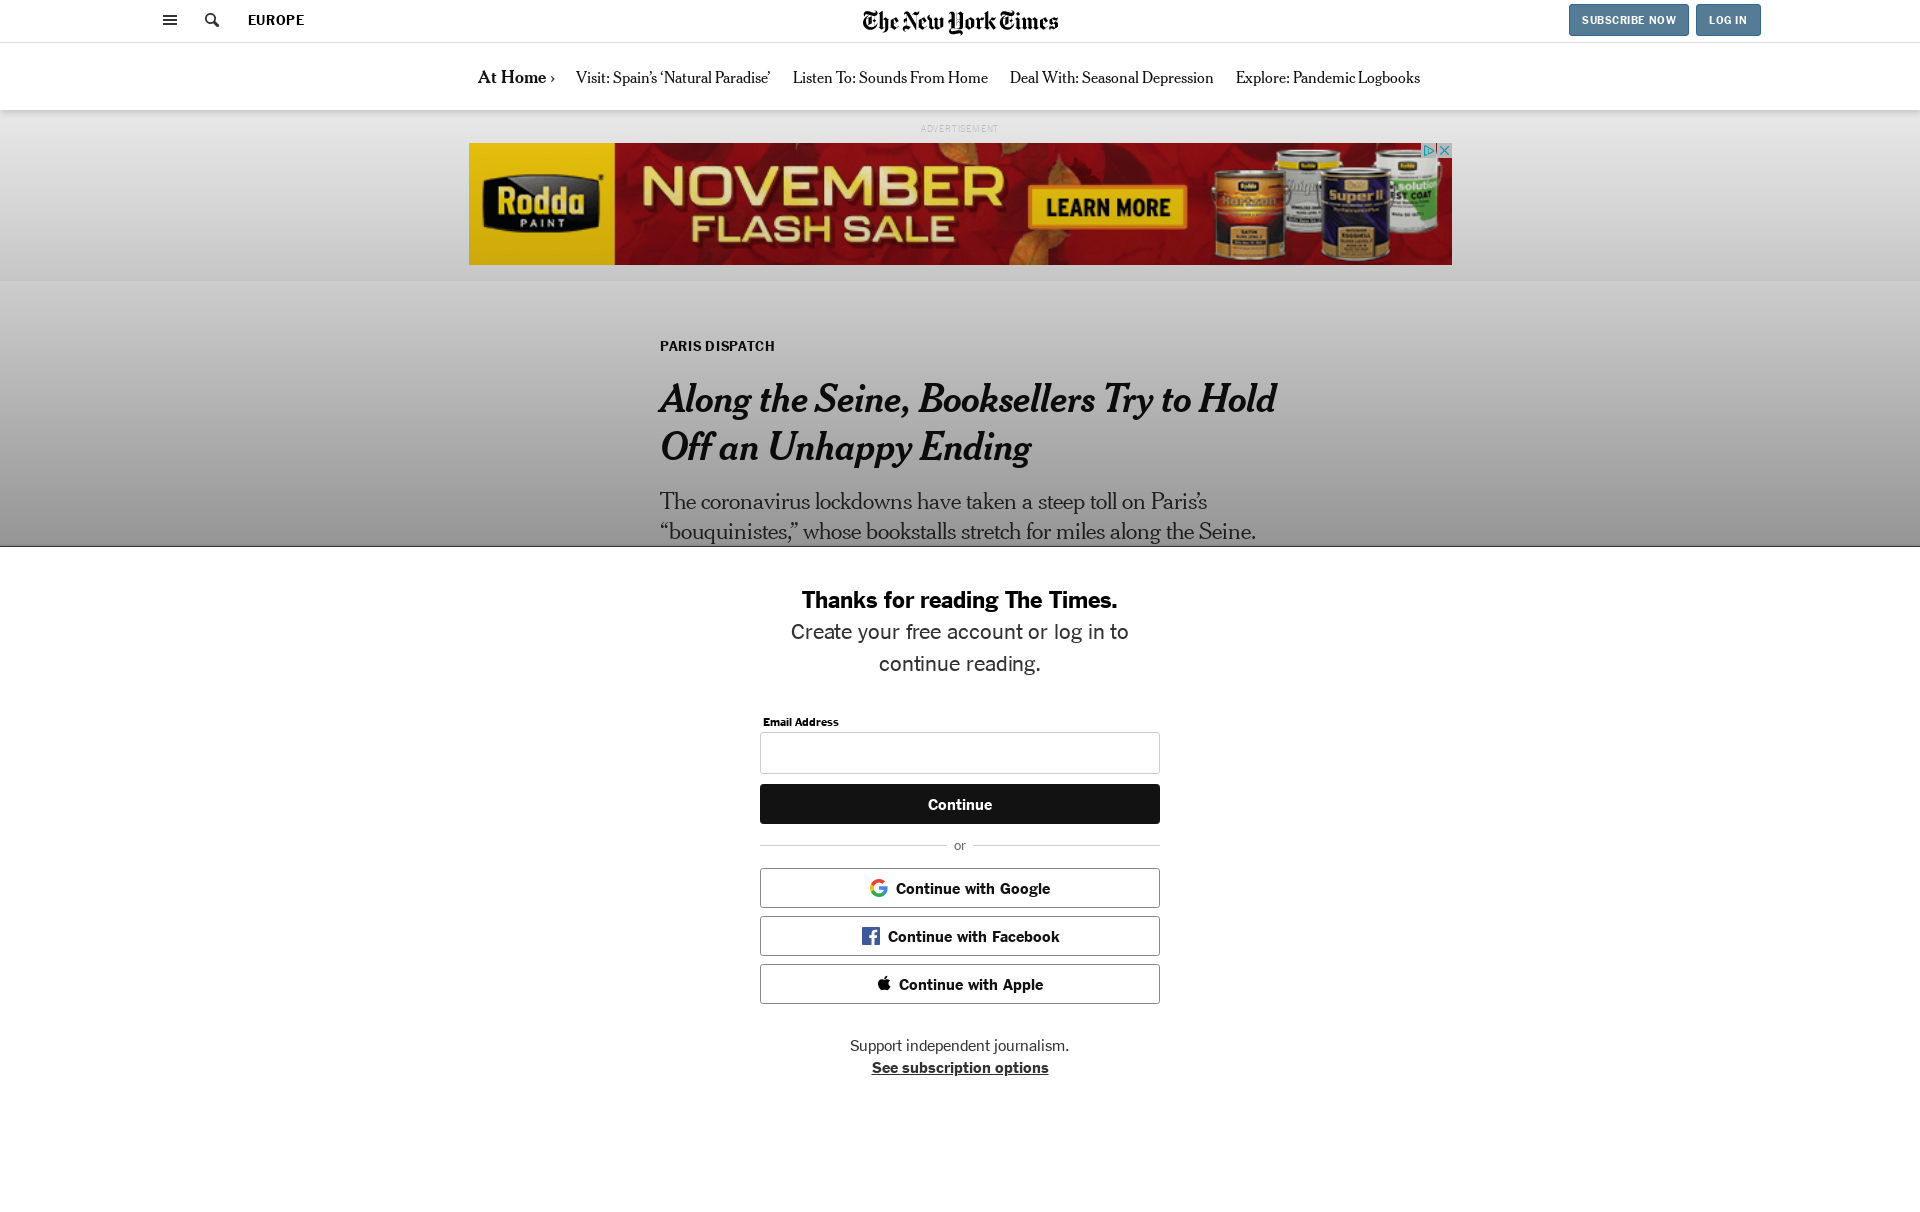 EUROPE
The New York Times
SUBSCRIBE NOW
LOG IN
At Home ›
Visit: Spain’s ‘Natural Paradise’
Listen To: Sounds From Home
Deal With: Seasonal Depression
Explore: Pandemic Logbooks
ADVERTISEMENT
Rodda
PAINT
NOVEMBER
FLASH SALE
LEARN MORE
PARIS DISPATCH
Along the Seine, Booksellers Try to Hold
Off an Unhappy Ending
The coronavirus lockdowns have taken a steep toll on Paris’s
“bouquinistes,” whose bookstalls stretch for miles along the Seine.
Thanks for reading The Times.
Create your free account or log in to
continue reading.
Email Address
Continue
or
Continue with Google
Continue with Facebook
Continue with Apple
Support independent journalism.
See subscription options